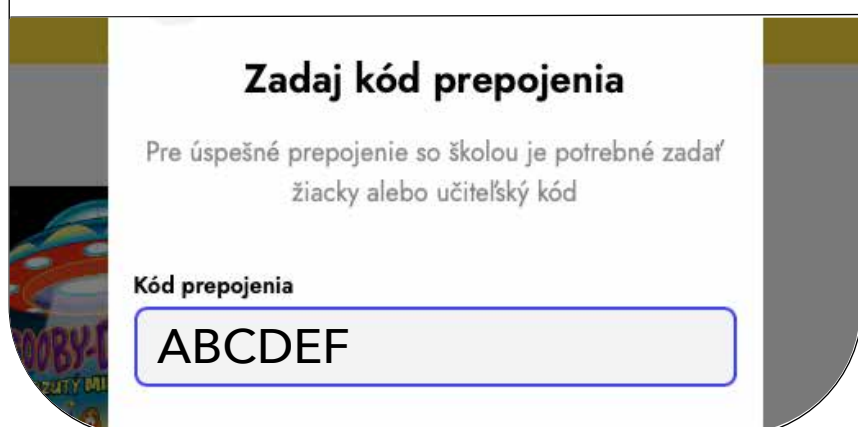 Zadaj kód prepojenia
Pre úspešné prepojenie so školou je potrebné zadať
žiacky alebo učiteľský kód
Kód prepojenia
ABCDEF